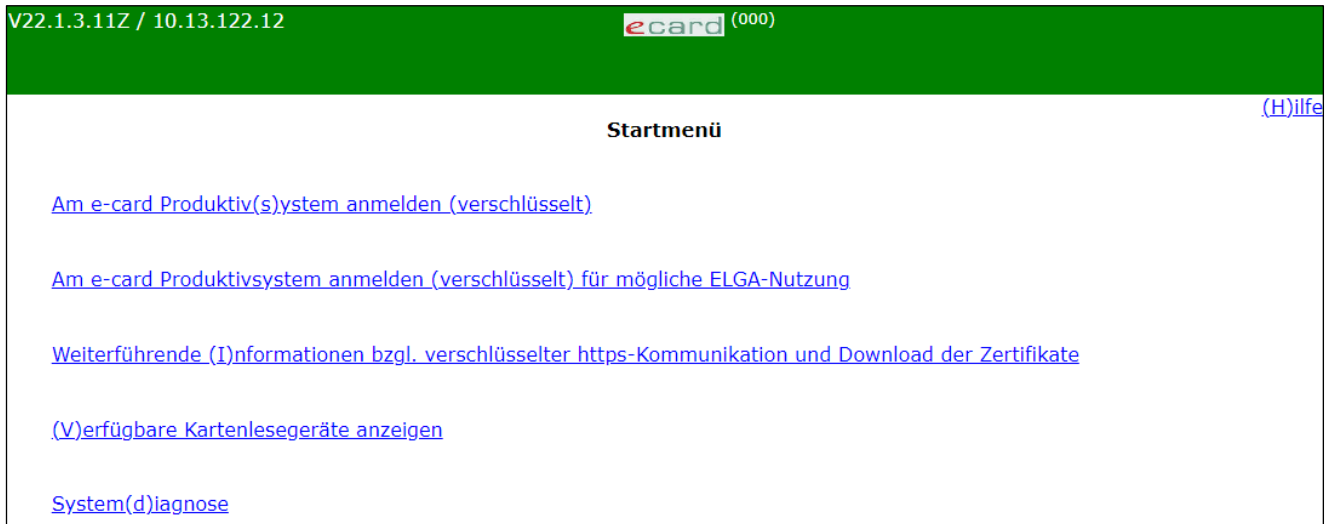 V22.1.3.11Z / 10.13.122.12 ecard (000)
(H)ilfe
Startmenü
Am e-card Produktiv(s)ystem anmelden (verschlüsselt)
Am e-card Produktivsystem anmelden (verschlüsselt) für mögliche ELGA-Nutzung
Weiterführende (I)nformationen bzgl. verschlüsselter https-Kommunikation und Download der Zertifikate
(V)erfügbare Kartenlesegeräte anzeigen
System(d)iagnose